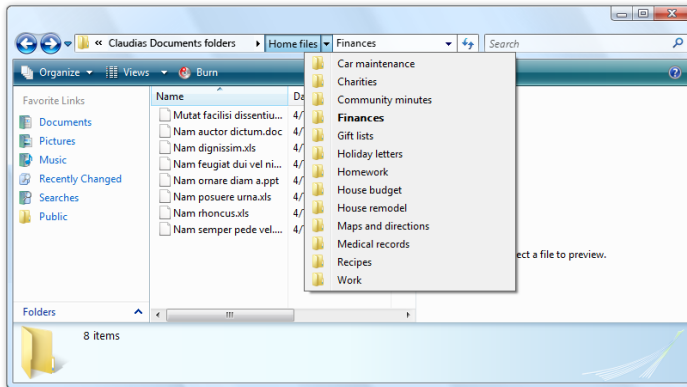 « Claudias Documents folders Home files Finances Search
Organize Views Burn
Favorite Links
Documents
Pictures
Music
Recently Changed
Searches
Public
Folders
Name Da
Mutat facilisi dissentiu... 4/
Nam auctor dictum.doc 4/
Nam dignissim.xls 4/
Nam feugiat dui vel ni... 4/
Nam ornare diam a.ppt 4/
Nam posuere urna.xls 4/
Nam rhoncus.xls 4/
Nam semper pede vel.... 4/
Car maintenance
Charities
Community minutes
Finances
Gift lists
Holiday letters
Homework
House budget
House remodel
Maps and directions
Medical records
Recipes
Work
ect a file to preview.
8 items